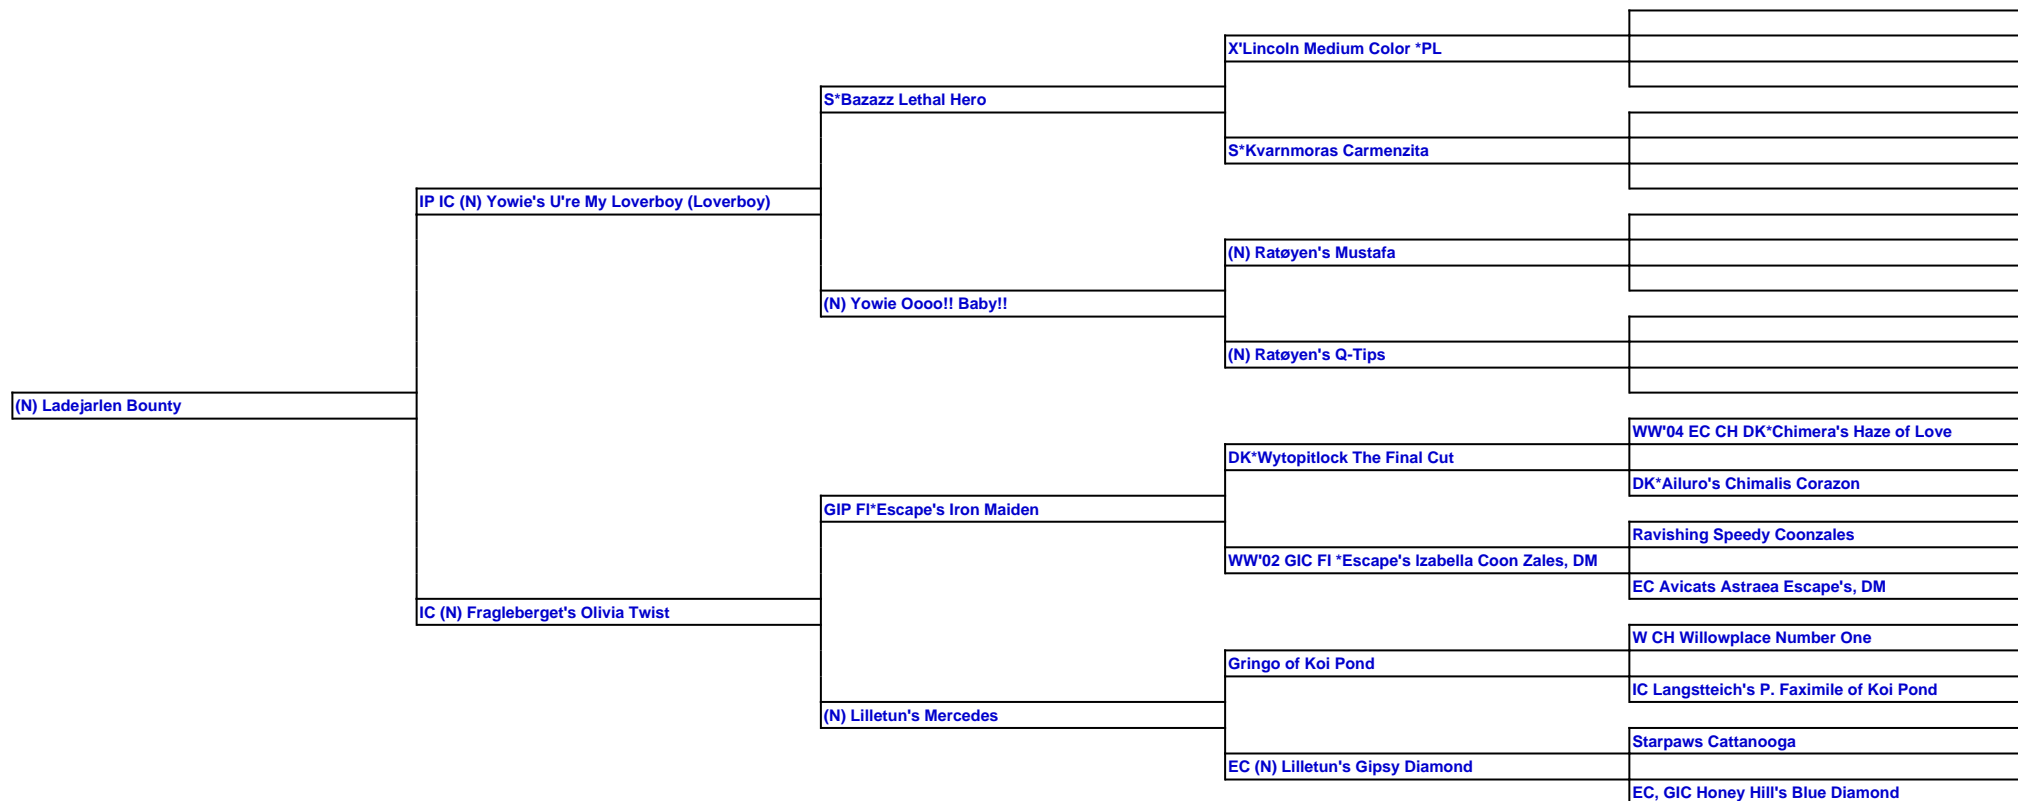 X'Lincoln Medium Color *PL
S*Bazazz Lethal Hero
S*Kvarnmoras Carmenzita
IP IC (N) Yowie's U're My Loverboy (Loverboy)
(N) Ratøyen's Mustafa
(N) Yowie Oooo!! Baby!!
(N) Ratøyen's Q-Tips
(N) Ladejarlen Bounty
WW'04 EC CH DK*Chimera's Haze of Love
DK*Wytopitlock The Final Cut
DK*Ailuro's Chimalis Corazon
GIP FI*Escape's Iron Maiden
Ravishing Speedy Coonzales
WW'02 GIC FI *Escape's Izabella Coon Zales, DM
EC Avicats Astraea Escape's, DM
IC (N) Fragleberget's Olivia Twist
W CH Willowplace Number One
Gringo of Koi Pond
IC Langstteich's P. Faximile of Koi Pond
(N) Lilletun's Mercedes
Starpaws Cattanooga
EC (N) Lilletun's Gipsy Diamond
EC, GIC Honey Hill's Blue Diamond